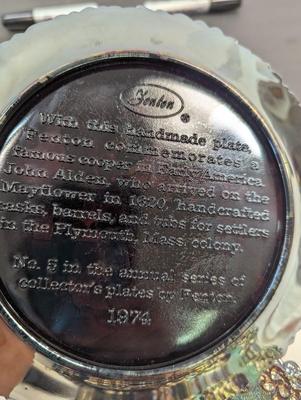 Fenton
®
With this handmade plate,
Fenton commemorates a
famous cooper in Early America
John Alden, who arrived on the
Mayflower in 1620, handcrafted
casks, barrels, and tubs for settlers
in the Plymouth, Mass. colony.
No. 5 in the annual series of
collector's plates by Fenton.
1974